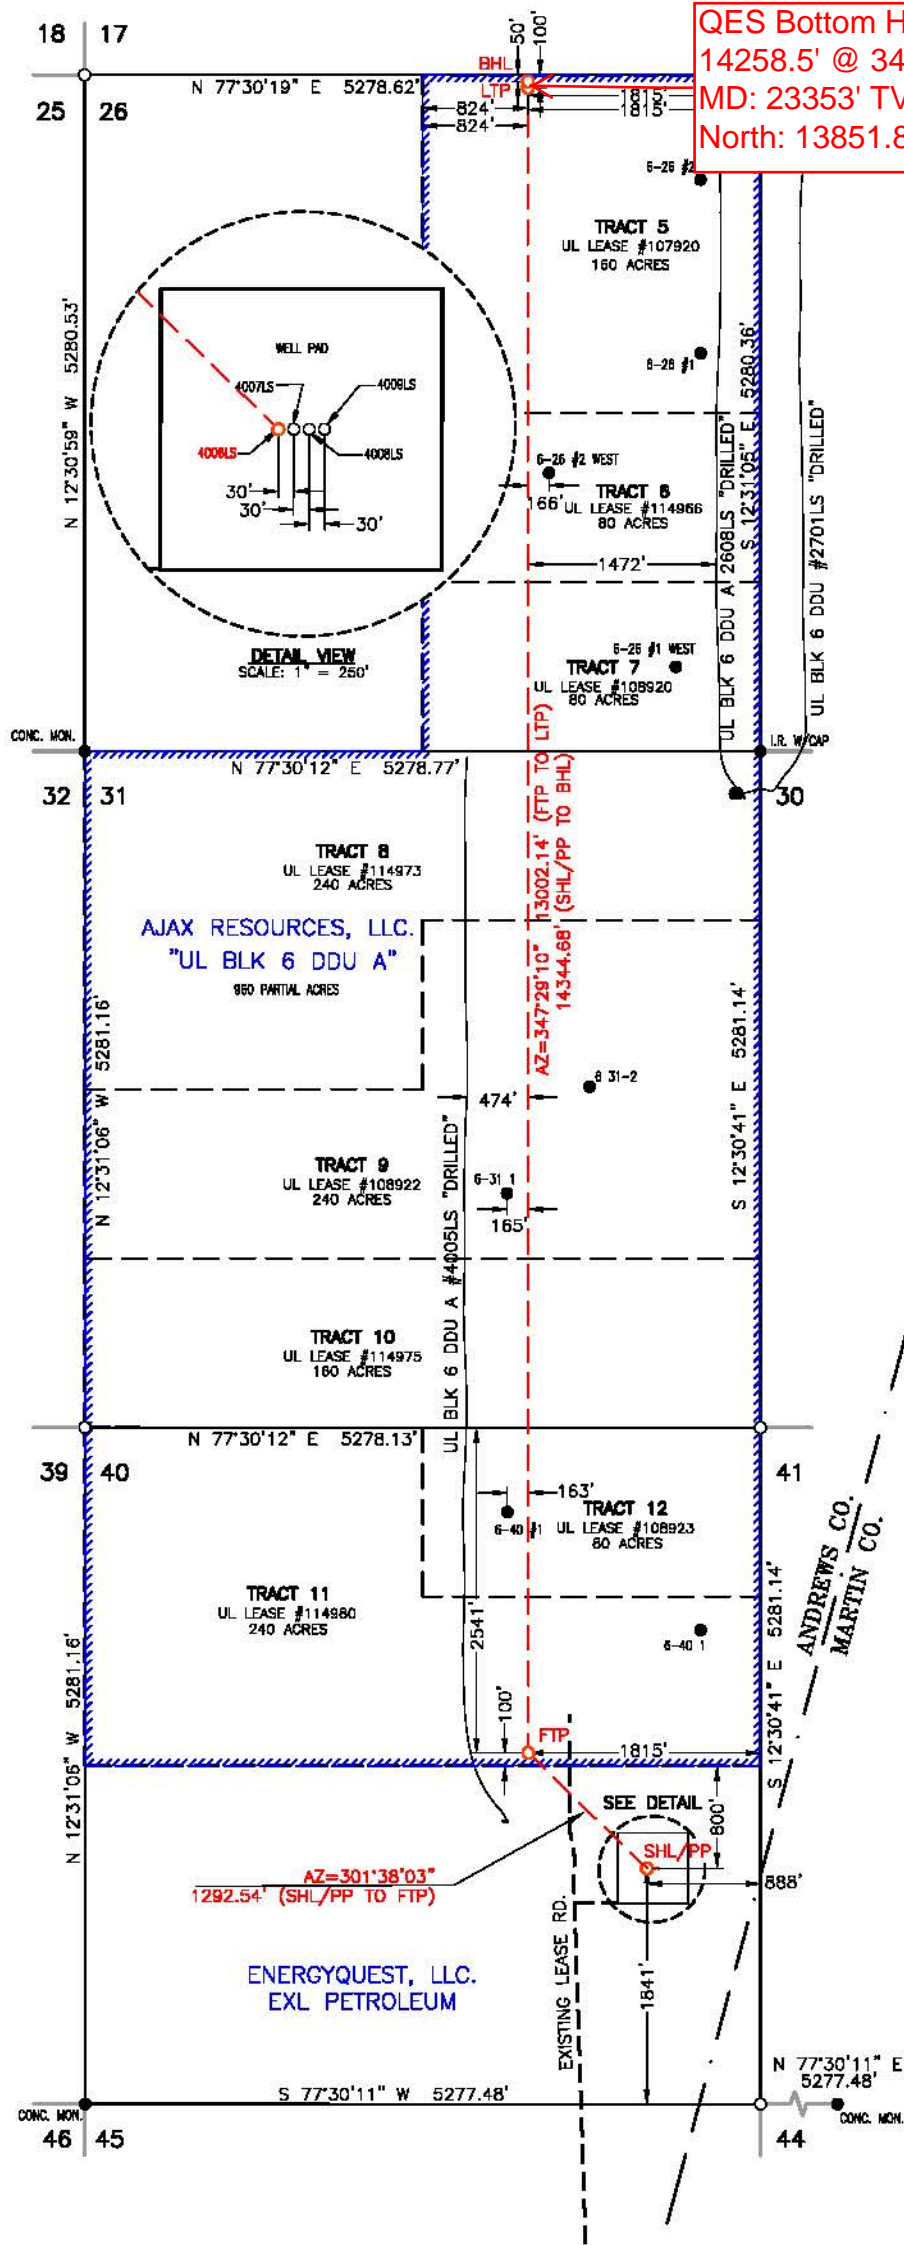 18 17
50'
100'
QES Bottom H
14258.5' @ 34
MD: 23353' TV
North: 13851.8
BHL
N 77°30'19" E 5278.62'
LTP
1815'
1815'
824'
824'
25 26
6-26 #2
TRACT 5
UL LEASE #107920
160 ACRES
N 12°30'59" W 5280.53'
WELL PAD
4007LS
4009LS
4006LS
4008LS
30'
30'
30'
6-26 #1
S 12°31'05" E 5280.36'
6-26 #2 WEST
TRACT 6
166'
UL LEASE #114966
80 ACRES
1472'
UL BLK 6 DDU A 2608LS "DRILLED"
UL BLK 6 DDU #2701LS "DRILLED"
DETAIL VIEW
SCALE: 1" = 250'
6-26 #1 WEST
TRACT 7
UL LEASE #108920
80 ACRES
CONC. MON.
I.R. W/CAP
N 77°30'12" E 5278.77'
32 31
30
AZ=347°29'10" 13002.14' (FTP TO LTP)
14344.68' (SHL/PP TO BHL)
TRACT 8
UL LEASE #114973
240 ACRES
AJAX RESOURCES, LLC.
"UL BLK 6 DDU A"
960 PARTIAL ACRES
N 12°31'06" W 5281.16'
S 12°30'41" E 5281.14'
8 31-2
474'
TRACT 9
UL LEASE #108922
240 ACRES
6-31 1
165'
UL BLK 6 DDU A #4005LS "DRILLED"
TRACT 10
UL LEASE #114975
160 ACRES
N 77°30'12" E 5278.13'
39 40
41
163'
TRACT 12
6-40 #1
UL LEASE #108923
80 ACRES
ANDREWS CO.
MARTIN CO.
TRACT 11
UL LEASE #114980
240 ACRES
2541'
6-40 1
N 12°31'06" W 5281.16'
S 12°30'41" E 5281.14'
100'
FTP
1815'
SEE DETAIL
800'
SHL/PP
888'
AZ=301°38'03"
1292.54' (SHL/PP TO FTP)
EXISTING LEASE RD.
1841'
ENERGYQUEST, LLC.
EXL PETROLEUM
N 77°30'11" E
5277.48'
S 77°30'11" W 5277.48'
CONC. MON.
CONC. MON.
46 45
44